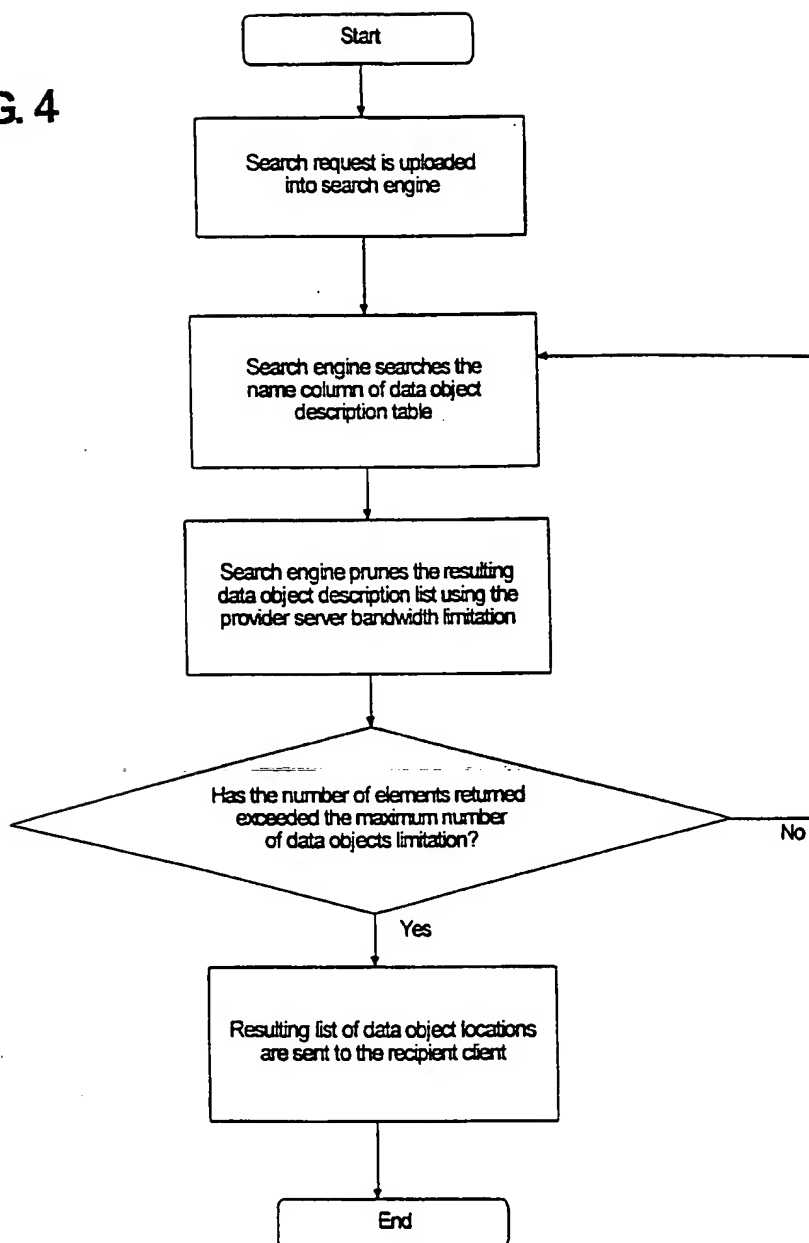 G. 4
Start
Search request is uploaded
into search engine
Search engine searches the
name column of data object
description table
Search engine prunes the resulting
data object description list using the
provider server bandwidth limitation
Has the number of elements returned
exceeded the maximum number
of data objects limitation?
No
Yes
Resulting list of data object locations
are sent to the recipient client
End